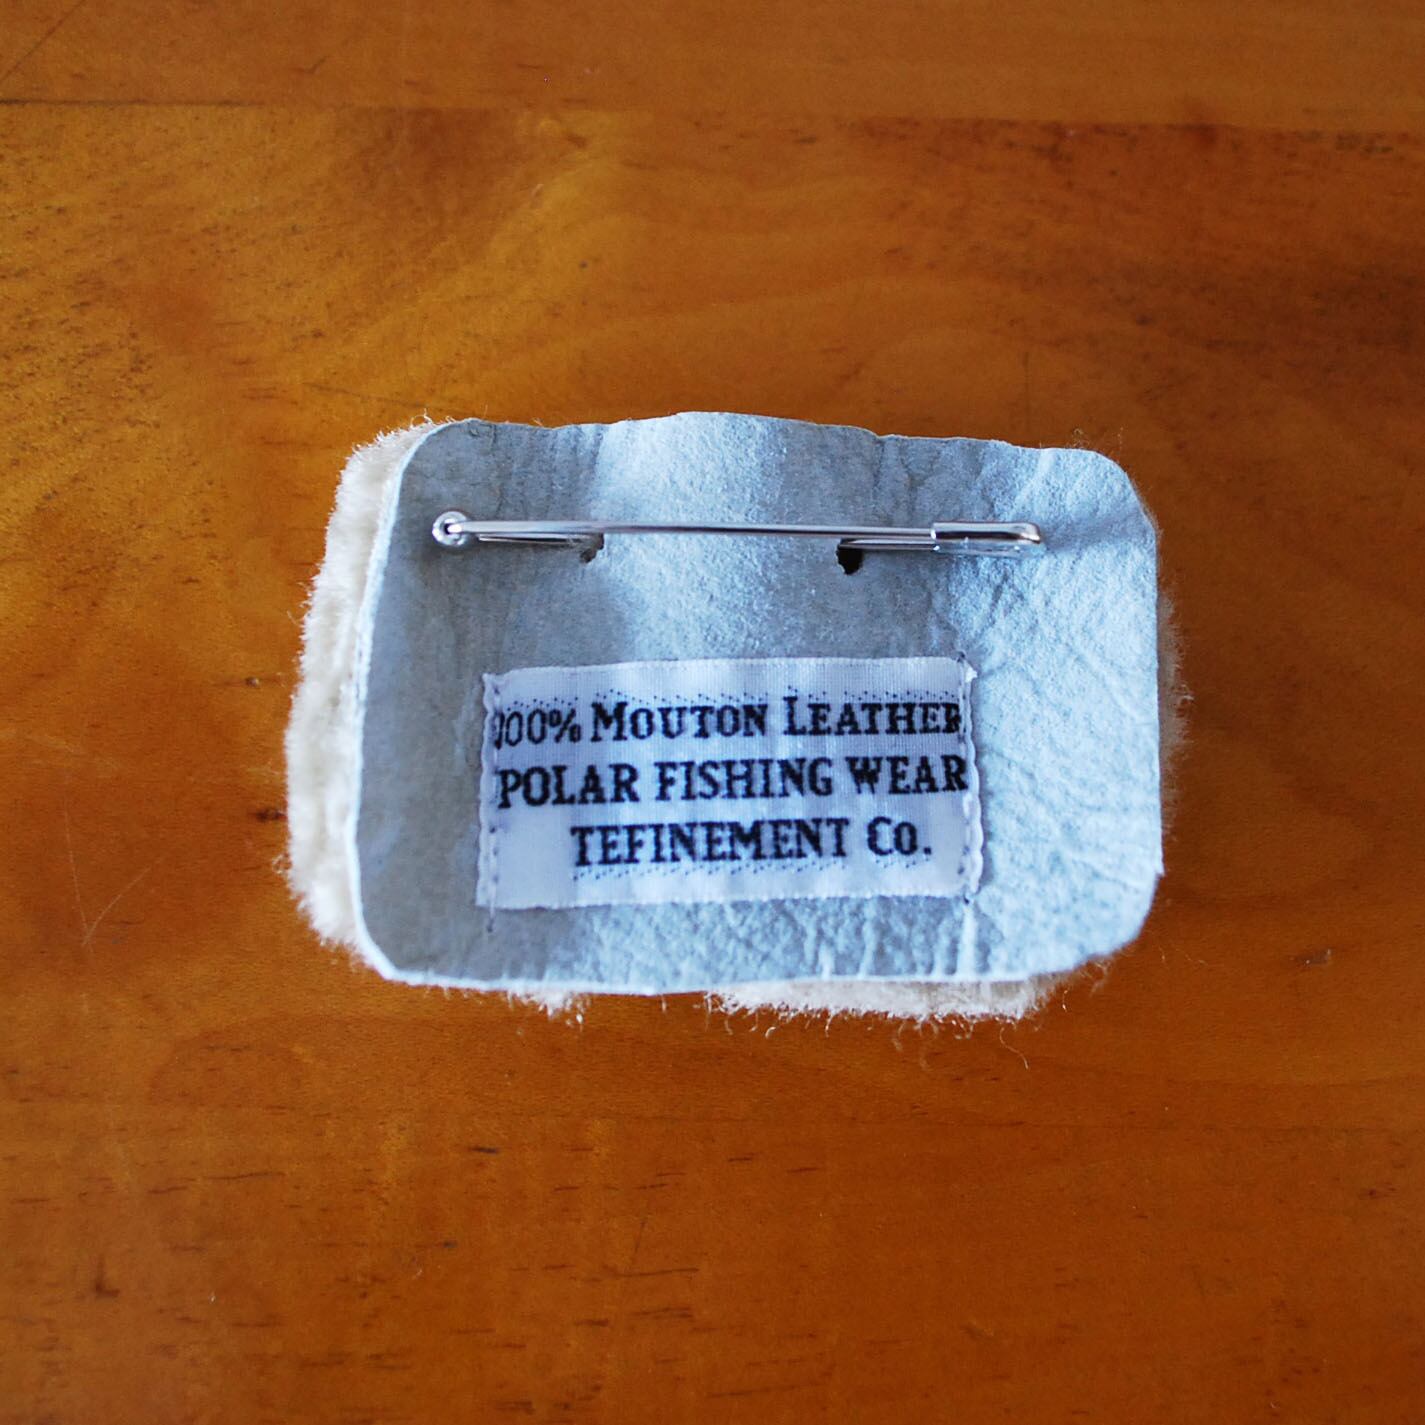 100% MOUTON LEATHER
POLAR FISHING WEAR
TEFINEMENT Co.